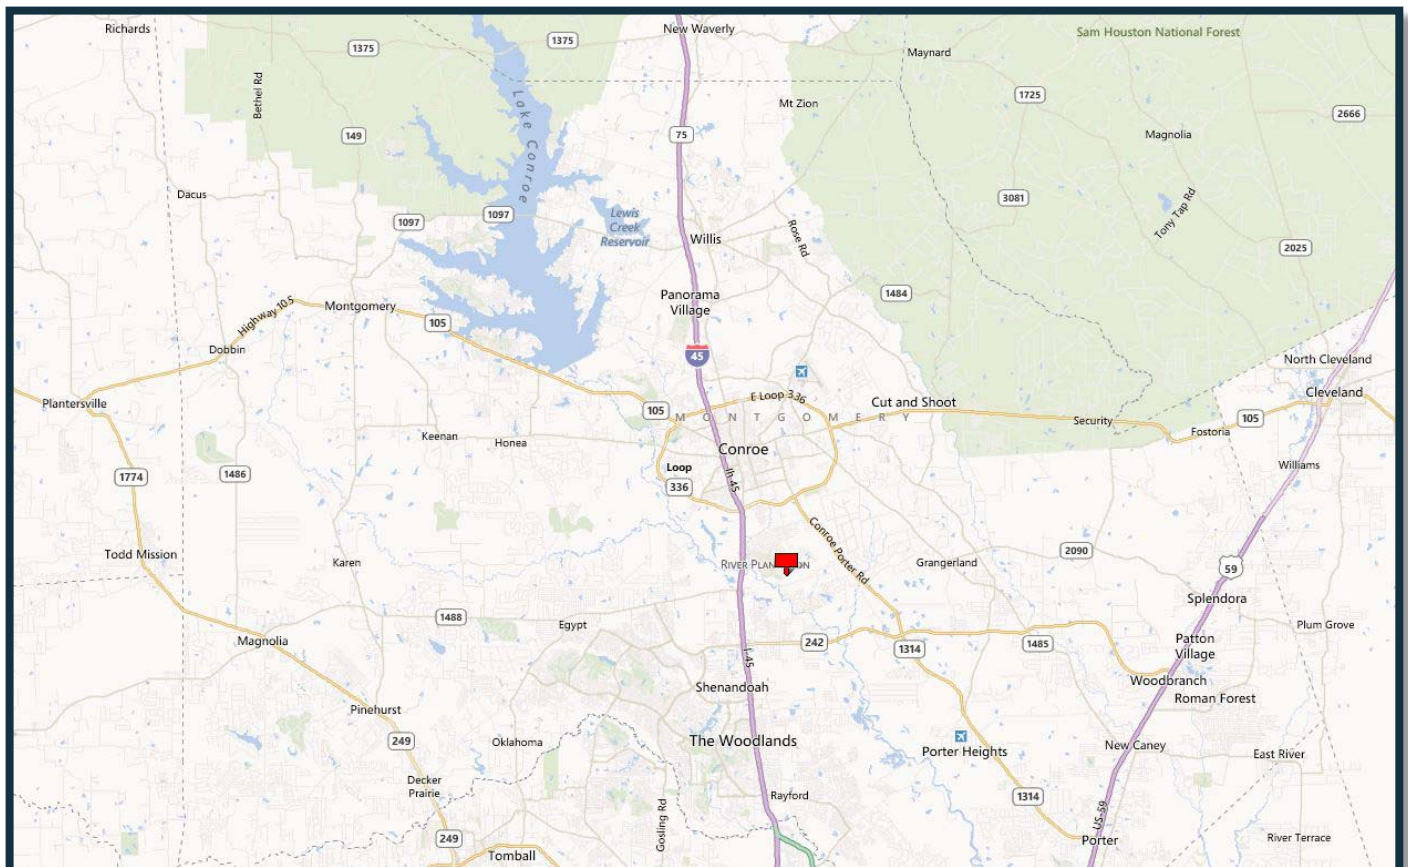 Richards
New Waverly
Sam Houston National Forest
1375
1375
Maynard
Bethel Rd
Lake Conroe
Mt Zion
1725
2666
149
75
Magnolia
Dacus
3081
Tony Tap Rd
1097
1097
Lewis
Creek
Reservoir
Willis
Rose Rd
2025
Panorama
Village
1484
Montgomery
Highway 105
105
Dobbin
45
North Cleveland
Plantersville
E Loop 336
Cut and Shoot
Cleveland
105
MONTGOMERY
Security
105
Fostoria
Keenan
Honea
Conroe
1774
1486
Loop
336
Ih 45
Williams
Conroe Porter Rd
Todd Mission
Karen
RIVER
Grangerland
2090
59
Splendora
1488
Egypt
Plum Grove
Magnolia
242
1314
1485
Patton
Village
I-45
Woodbranch
Shenandoah
Roman Forest
Pinehurst
249
Oklahoma
The Woodlands
Porter Heights
New Caney
East River
Decker
Prairie
Rayford
1314
Gosling Rd
US-59
249
Porter
River Terrace
Tomball